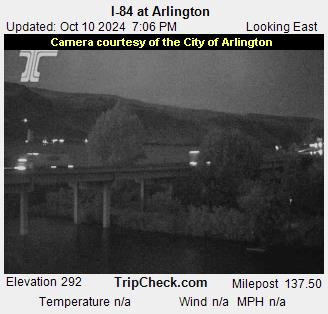 I-84 at Arlington
Updated: Oct 10 2024 7:06 PM Looking East
Camera courtesy of the City of Arlington
Elevation 292 TripCheck.com Milepost 137.50
Temperature n/a Wind n/a MPH n/a